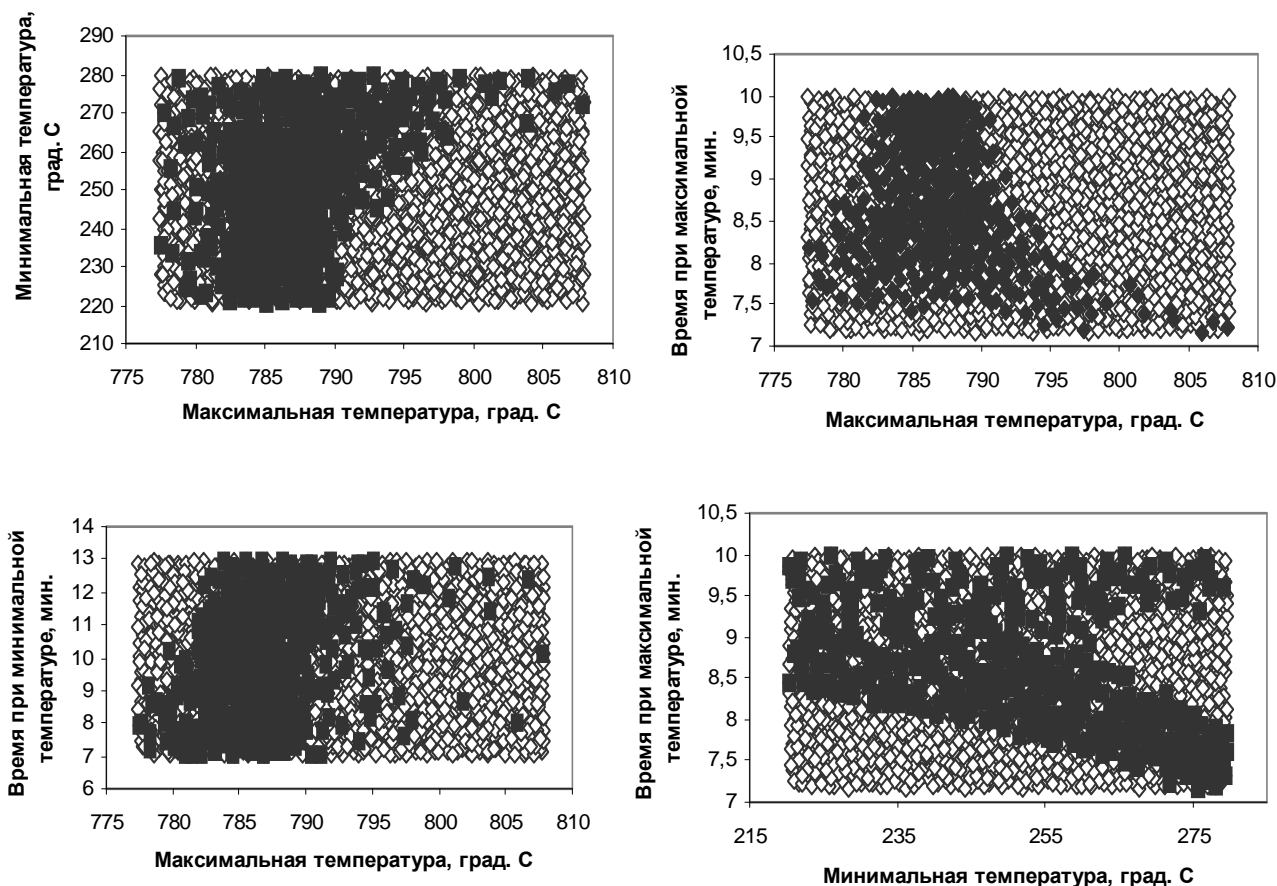 Минимальная температура,
град. С
290
280
270
260
250
240
230
220
210
775 780 785 790 795 800 805 810
Максимальная температура, град. С
Время при максимальной
температуре, мин.
10,5
10
9,5
9
8,5
8
7,5
7
775 780 785 790 795 800 805 810
Максимальная температура, град. С
Время при минимальной
температуре, мин.
14
13
12
11
10
9
8
7
6
775 780 785 790 795 800 805 810
Максимальная температура, град. С
Время при максимальной
температуре, мин.
10,5
10
9,5
9
8,5
8
7,5
7
215 235 255 275
Минимальная температура, град. С